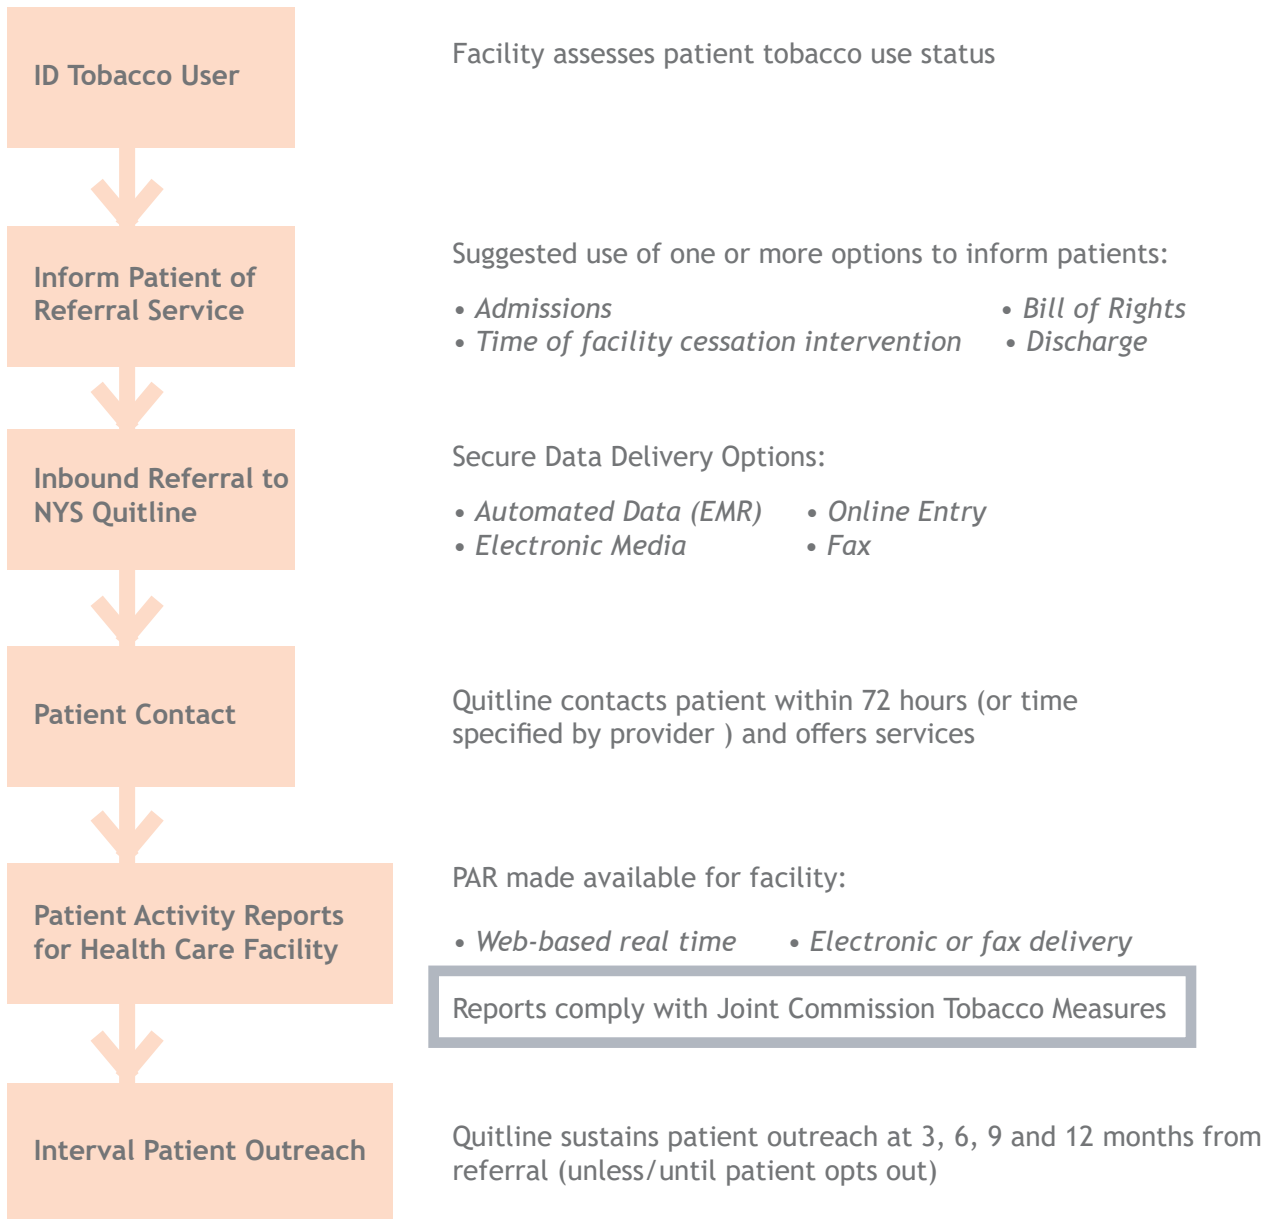 ID Tobacco User
Facility assesses patient tobacco use status
Inform Patient of
Referral Service
Suggested use of one or more options to inform patients:
• Admissions • Bill of Rights
• Time of facility cessation intervention • Discharge
Inbound Referral to
NYS Quitline
Secure Data Delivery Options:
• Automated Data (EMR) • Online Entry
• Electronic Media • Fax
Patient Contact
Quitline contacts patient within 72 hours (or time
specified by provider ) and offers services
Patient Activity Reports
for Health Care Facility
PAR made available for facility:
• Web-based real time • Electronic or fax delivery
Reports comply with Joint Commission Tobacco Measures
Interval Patient Outreach
Quitline sustains patient outreach at 3, 6, 9 and 12 months from
referral (unless/until patient opts out)